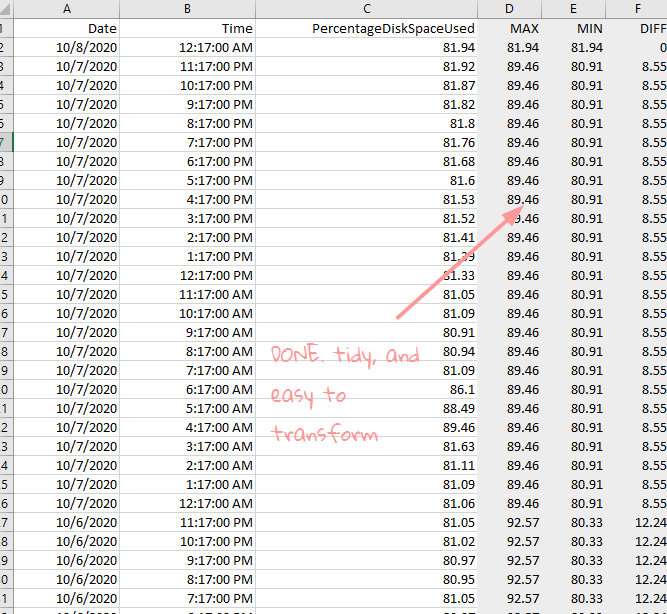 A B C D E F
1 Date Time PercentageDiskSpaceUsed MAX MIN DIFF
2 10/8/2020 12:17:00 AM 81.94 81.94 81.94 0
3 10/7/2020 11:17:00 PM 81.92 89.46 80.91 8.55
4 10/7/2020 10:17:00 PM 81.87 89.46 80.91 8.55
5 10/7/2020 9:17:00 PM 81.82 89.46 80.91 8.55
6 10/7/2020 8:17:00 PM 81.8 89.46 80.91 8.55
7 10/7/2020 7:17:00 PM 81.76 89.46 80.91 8.55
8 10/7/2020 6:17:00 PM 81.68 89.46 80.91 8.55
9 10/7/2020 5:17:00 PM 81.6 89.46 80.91 8.55
0 10/7/2020 4:17:00 PM 81.53 89.46 80.91 8.55
1 10/7/2020 3:17:00 PM 81.52 89.46 80.91 8.55
2 10/7/2020 2:17:00 PM 81.41 89.46 80.91 8.55
3 10/7/2020 1:17:00 PM 81.39 89.46 80.91 8.55
4 10/7/2020 12:17:00 PM 81.33 89.46 80.91 8.55
5 10/7/2020 11:17:00 AM 81.05 89.46 80.91 8.55
6 10/7/2020 10:17:00 AM 81.09 89.46 80.91 8.55
7 10/7/2020 9:17:00 AM 80.91 89.46 80.91 8.55
8 10/7/2020 8:17:00 AM 80.94 89.46 80.91 8.55
9 10/7/2020 7:17:00 AM 81.09 89.46 80.91 8.55
0 10/7/2020 6:17:00 AM 86.1 89.46 80.91 8.55
1 10/7/2020 5:17:00 AM 88.49 89.46 80.91 8.55
2 10/7/2020 4:17:00 AM 89.46 89.46 80.91 8.55
3 10/7/2020 3:17:00 AM 81.63 89.46 80.91 8.55
4 10/7/2020 2:17:00 AM 81.11 89.46 80.91 8.55
5 10/7/2020 1:17:00 AM 81.09 89.46 80.91 8.55
6 10/7/2020 12:17:00 AM 81.06 89.46 80.91 8.55
7 10/6/2020 11:17:00 PM 81.05 92.57 80.33 12.24
8 10/6/2020 10:17:00 PM 81.02 92.57 80.33 12.24
9 10/6/2020 9:17:00 PM 80.97 92.57 80.33 12.24
0 10/6/2020 8:17:00 PM 80.95 92.57 80.33 12.24
1 10/6/2020 7:17:00 PM 81.05 92.57 80.33 12.24
DONE. tidy, and
easy to
transform